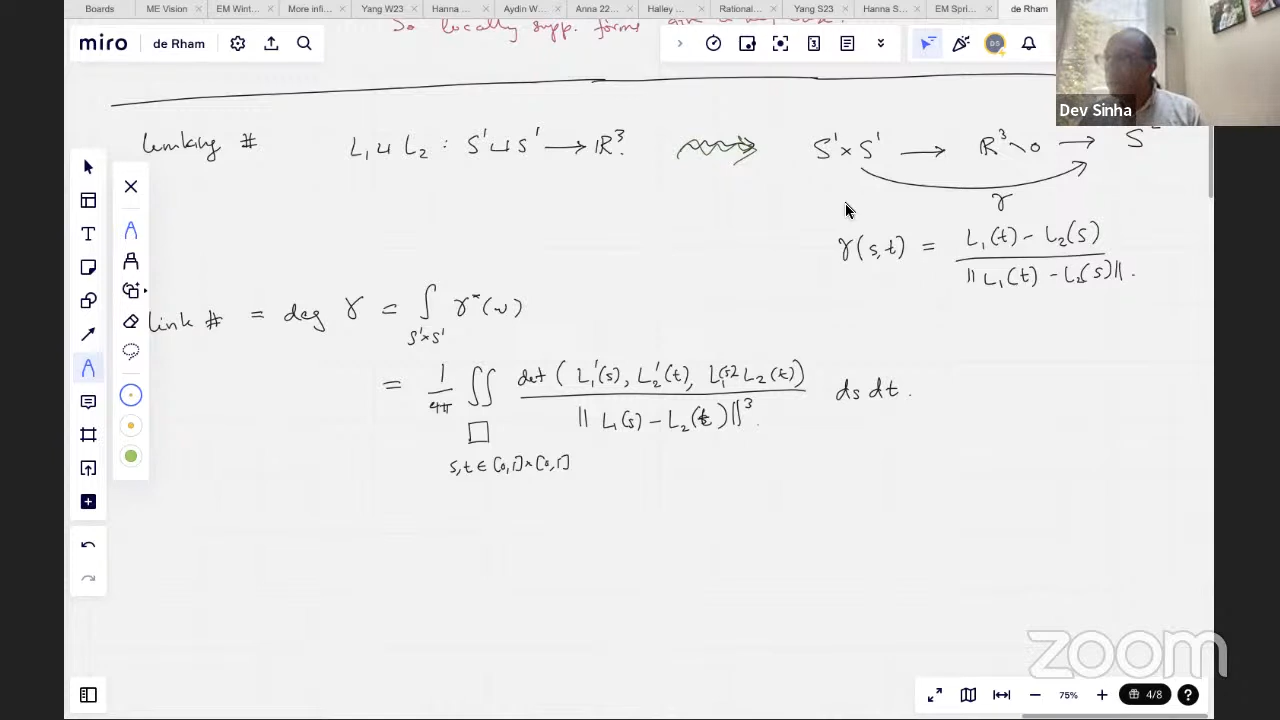 Boards ME Vision EM Wint... More infi... Yang W23 Hanna ... Aydin W... Anna 22... Halley ... Rational... Yang S23 Hanna S... EM Spri... de Rham
So locally supp. forms
miro de Rham
DS
Dev Sinha
linking # L₁ ⊔ L₂ : S¹ ⊔ S¹ → ℝ³. S¹×S¹ → ℝ³∖0 → S²
γ
γ(s,t) = L₁(t) - L₂(s) / ‖L₁(t) - L₂(s)‖.
link # = deg γ = ∫_{S¹×S¹} γ*(ω)
= 1/4π ∬ det(L₁'(s), L₂'(t), L₁(s) - L₂(t)) / ‖L₁(s) - L₂(t)‖³ ds dt.
□
s,t ∈ [0,1]×[0,1]
zoom
75% 4/8 ?